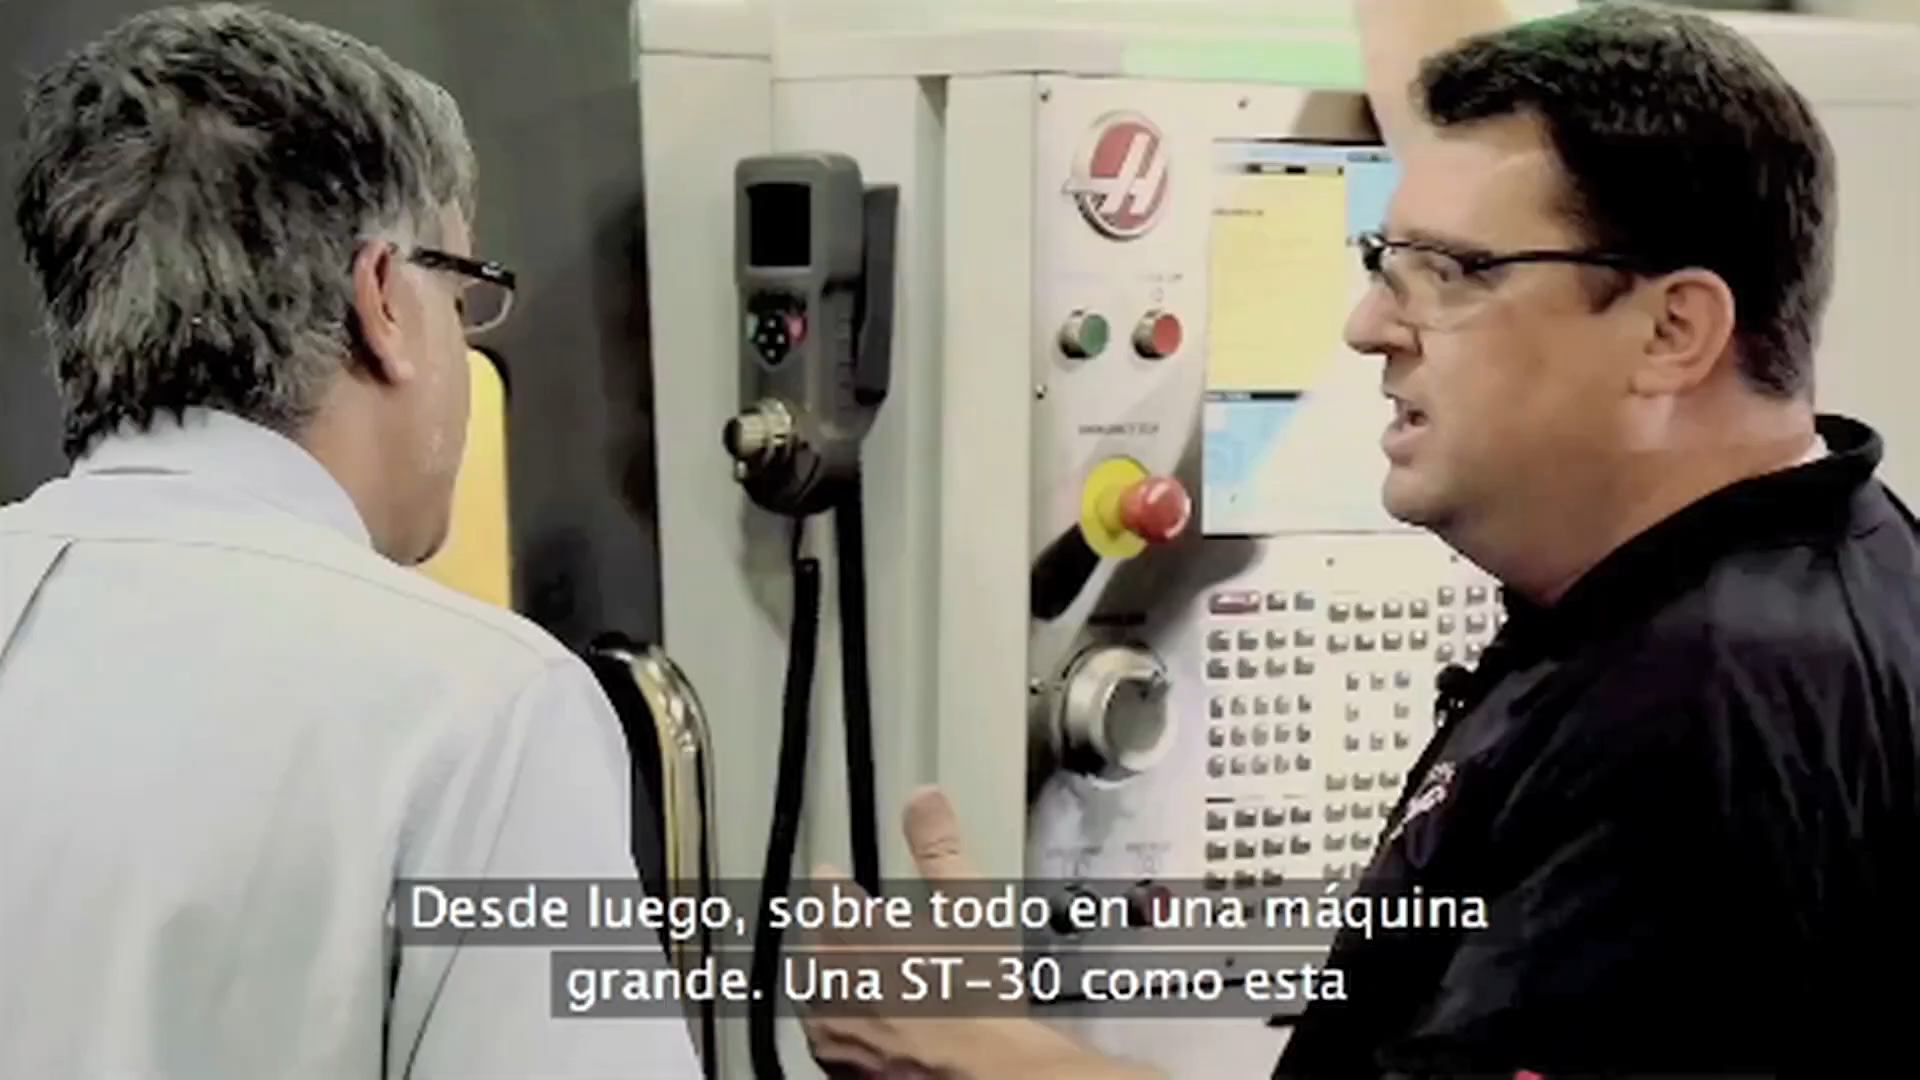 Desde luego, sobre todo en una máquina
grande. Una ST-30 como esta